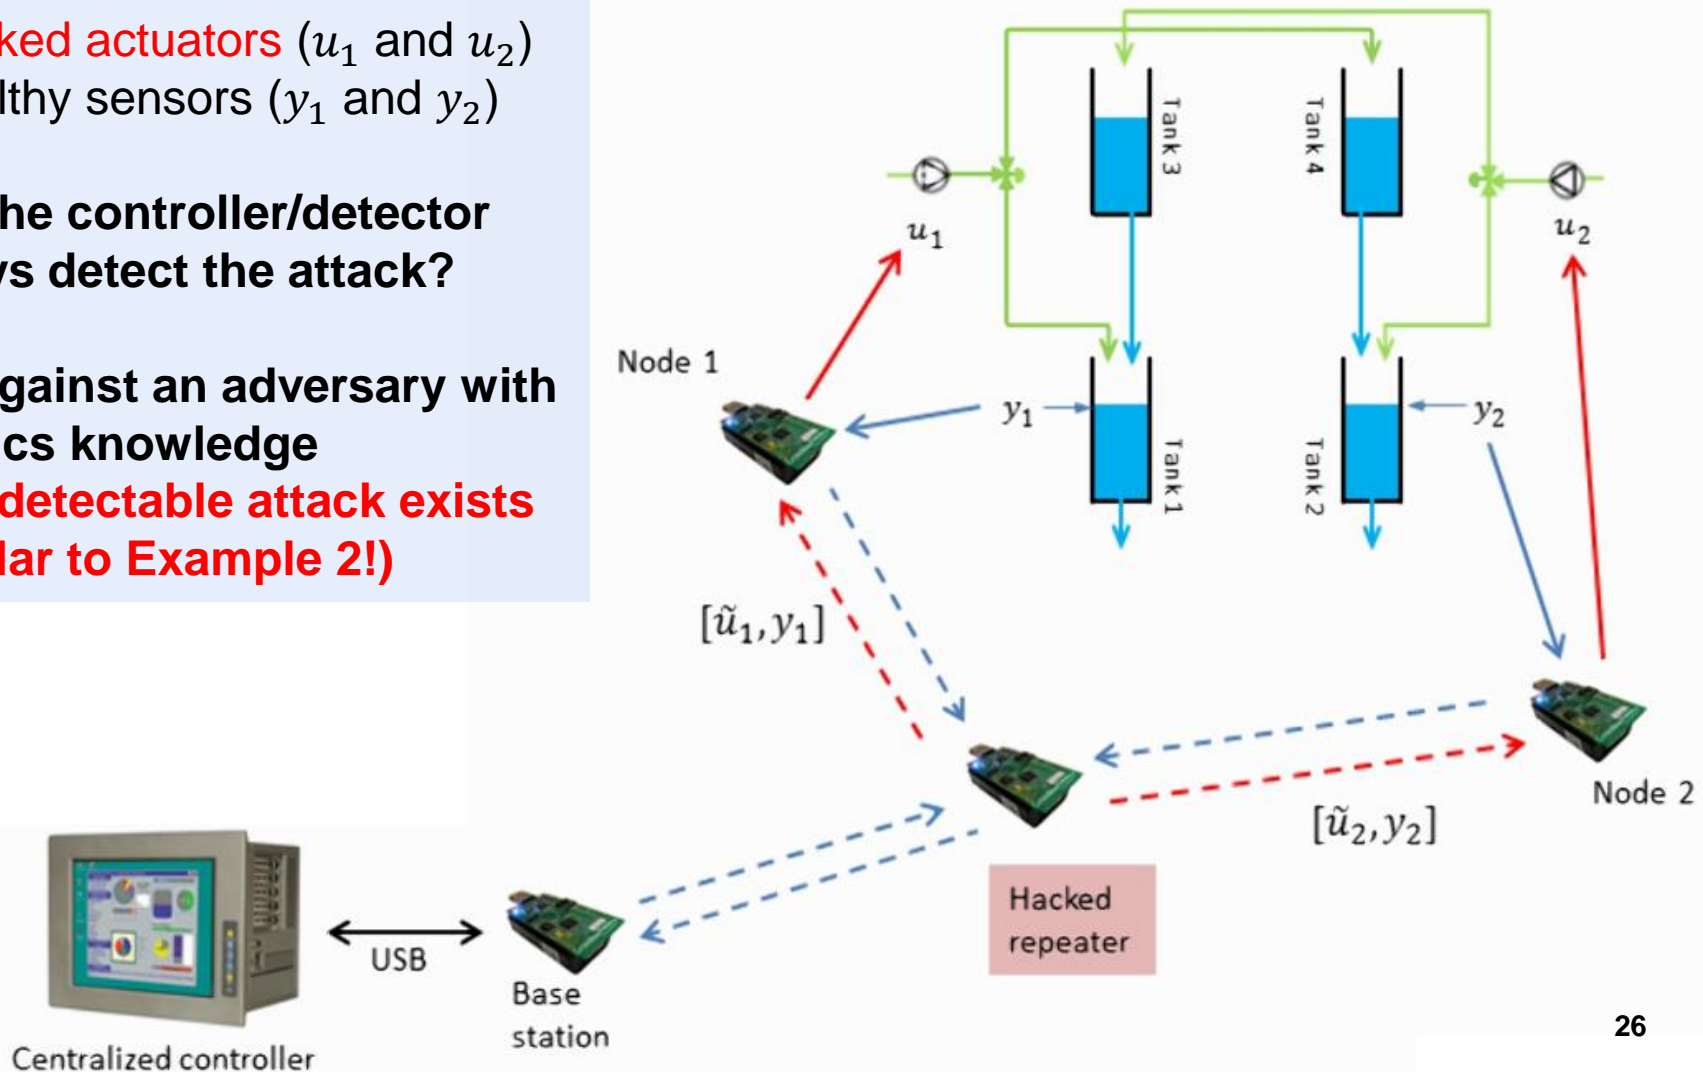 ked actuators (𝑢₁ and 𝑢₂)
lthy sensors (𝑦₁ and 𝑦₂)
he controller/detector
ys detect the attack?
gainst an adversary with
cs knowledge
detectable attack exists
lar to Example 2!)
Tank 3
Tank 4
𝑢₁
𝑢₂
Node 1
𝑦₁
𝑦₂
Tank 1
Tank 2
[ũ₁, 𝑦₁]
Node 2
[ũ₂, 𝑦₂]
Hacked
repeater
USB
Base
station
Centralized controller
26